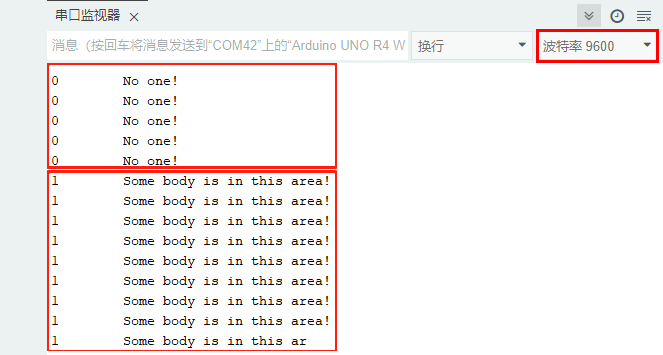 串口监视器 ×
消息（按回车将消息发送到“COM42”上的“Arduino UNO R4 W
换行
波特率 9600
0 No one!
0 No one!
0 No one!
0 No one!
0 No one!
1 Some body is in this area!
1 Some body is in this area!
1 Some body is in this area!
1 Some body is in this area!
1 Some body is in this area!
1 Some body is in this area!
1 Some body is in this area!
1 Some body is in this area!
1 Some body is in this ar